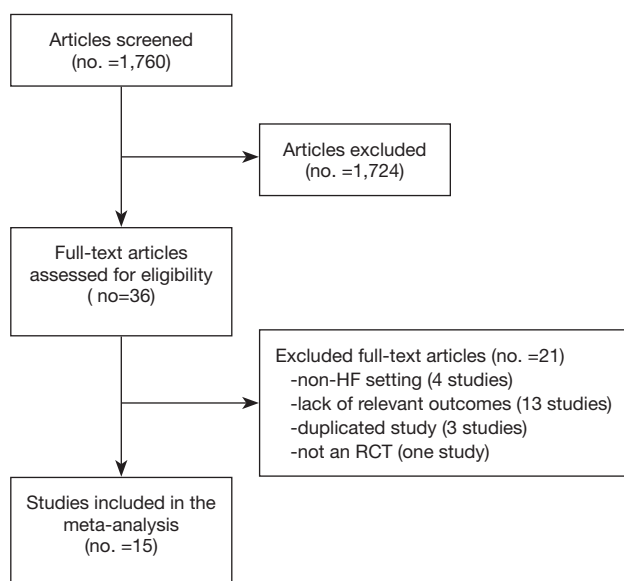 Articles screened
(no. =1,760)
Articles excluded
(no. =1,724)
Full-text articles
assessed for eligibility
( no=36)
Excluded full-text articles (no. =21)
-non-HF setting (4 studies)
-lack of relevant outcomes (13 studies)
-duplicated study (3 studies)
-not an RCT (one study)
Studies included in the
meta-analysis
(no. =15)